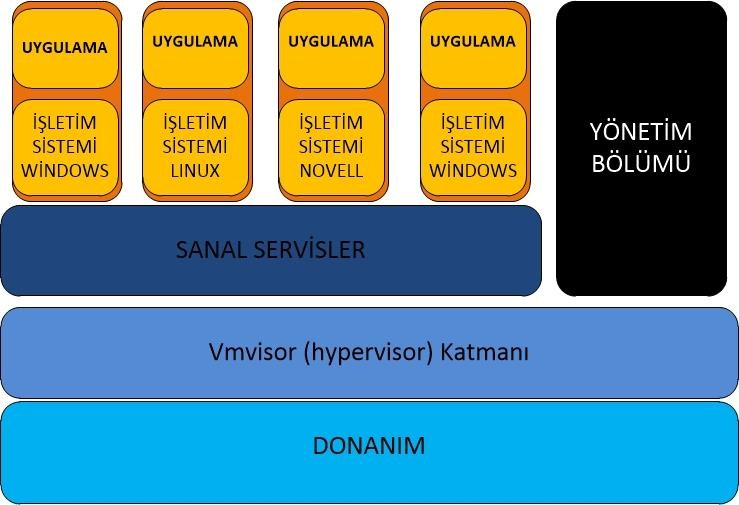 UYGULAMA
İŞLETİM
SİSTEMİ
WİNDOWS
UYGULAMA
İŞLETİM
SİSTEMİ
LINUX
UYGULAMA
İŞLETİM
SİSTEMİ
NOVELL
UYGULAMA
İŞLETİM
SİSTEMİ
WİNDOWS
YÖNETİM
BÖLÜMÜ
SANAL SERVİSLER
Vmvisor (hypervisor) Katmanı
DONANIM